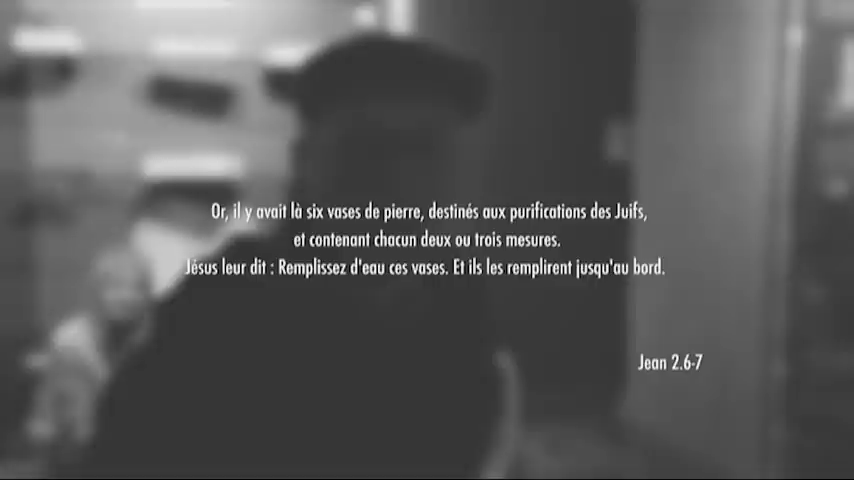 Or, il y avait là six vases de pierre, destinés aux purifications des Juifs,
et contenant chacun deux ou trois mesures.
Jésus leur dit : Remplissez d'eau ces vases. Et ils les remplirent jusqu'au bord.
Jean 2.6-7